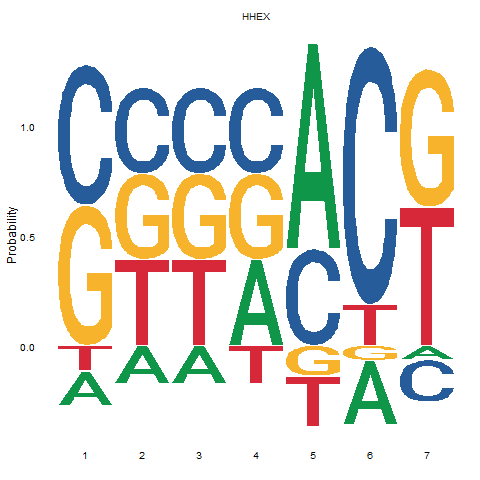 HHEX
Probability
1.0
0.5
0.0
C C C C A C G
G G G G C T T
T T T A G G A
A A A T T A C
1 2 3 4 5 6 7